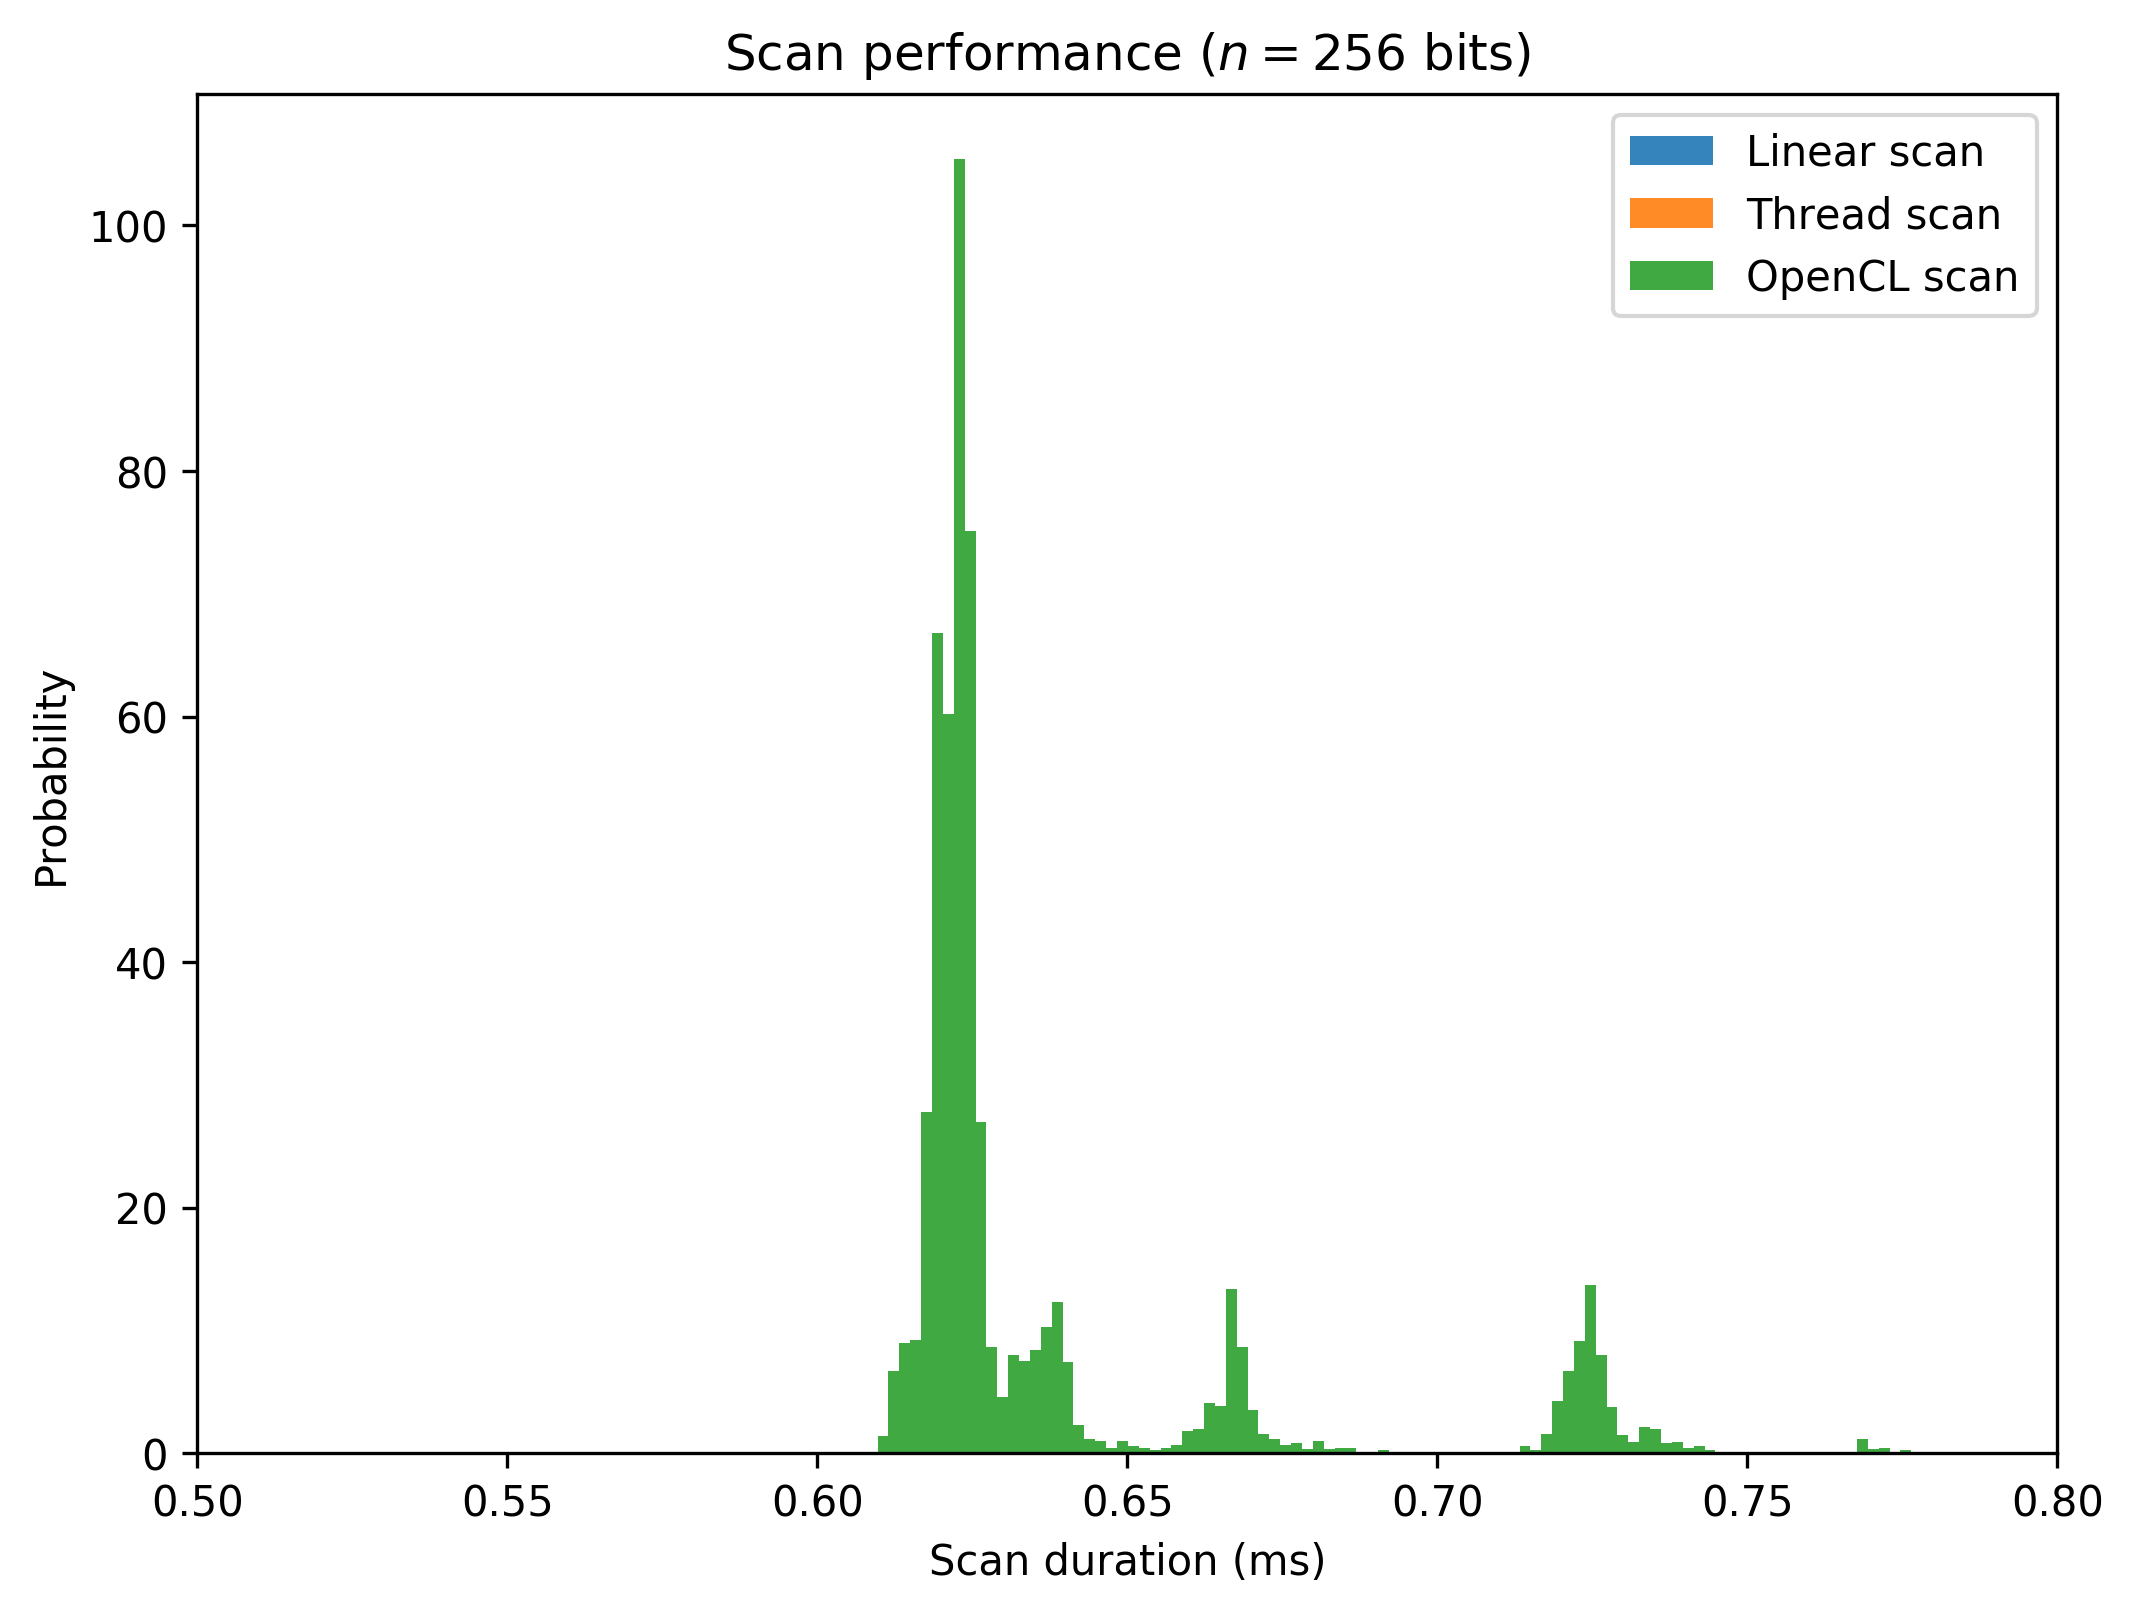 Scan performance (n = 256 bits)
Linear scan
Thread scan
OpenCL scan
Probability
100
80
60
40
20
0
0.50 0.55 0.60 0.65 0.70 0.75 0.80
Scan duration (ms)